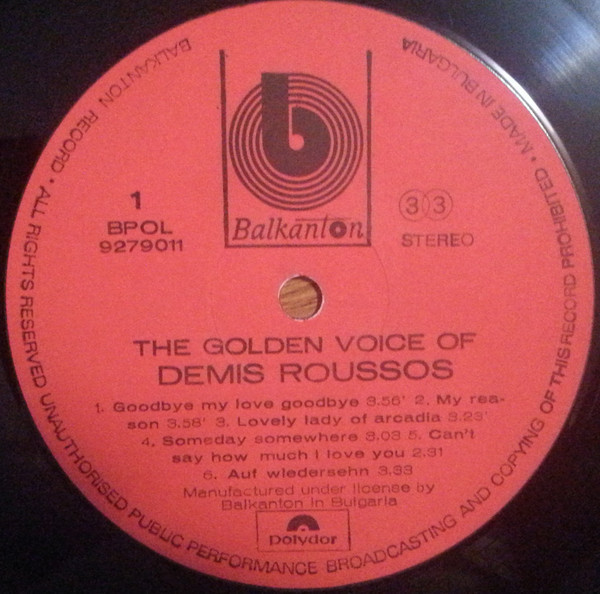 BALKANTON RECORD • ALL RIGHTS RESERVED UNAUTHORISED PUBLIC PERFORMANCE BROADCASTING AND COPYING OF THIS RECORD PROHIBITED • MADE IN BULGARIA
b
Balkanton
1
BPOL
9279011
33
STEREO
THE GOLDEN VOICE OF
DEMIS ROUSSOS
1. Goodbye my love goodbye 3.56' 2. My rea-
son 3.58' 3. Lovely lady of arcadia 3.23'
4. Someday somewhere 3.03 5. Can't
say how much I love you 2.31
6. Auf wiedersehn 3.33
Manufactured under license by
Balkanton in Bulgaria
Polydor